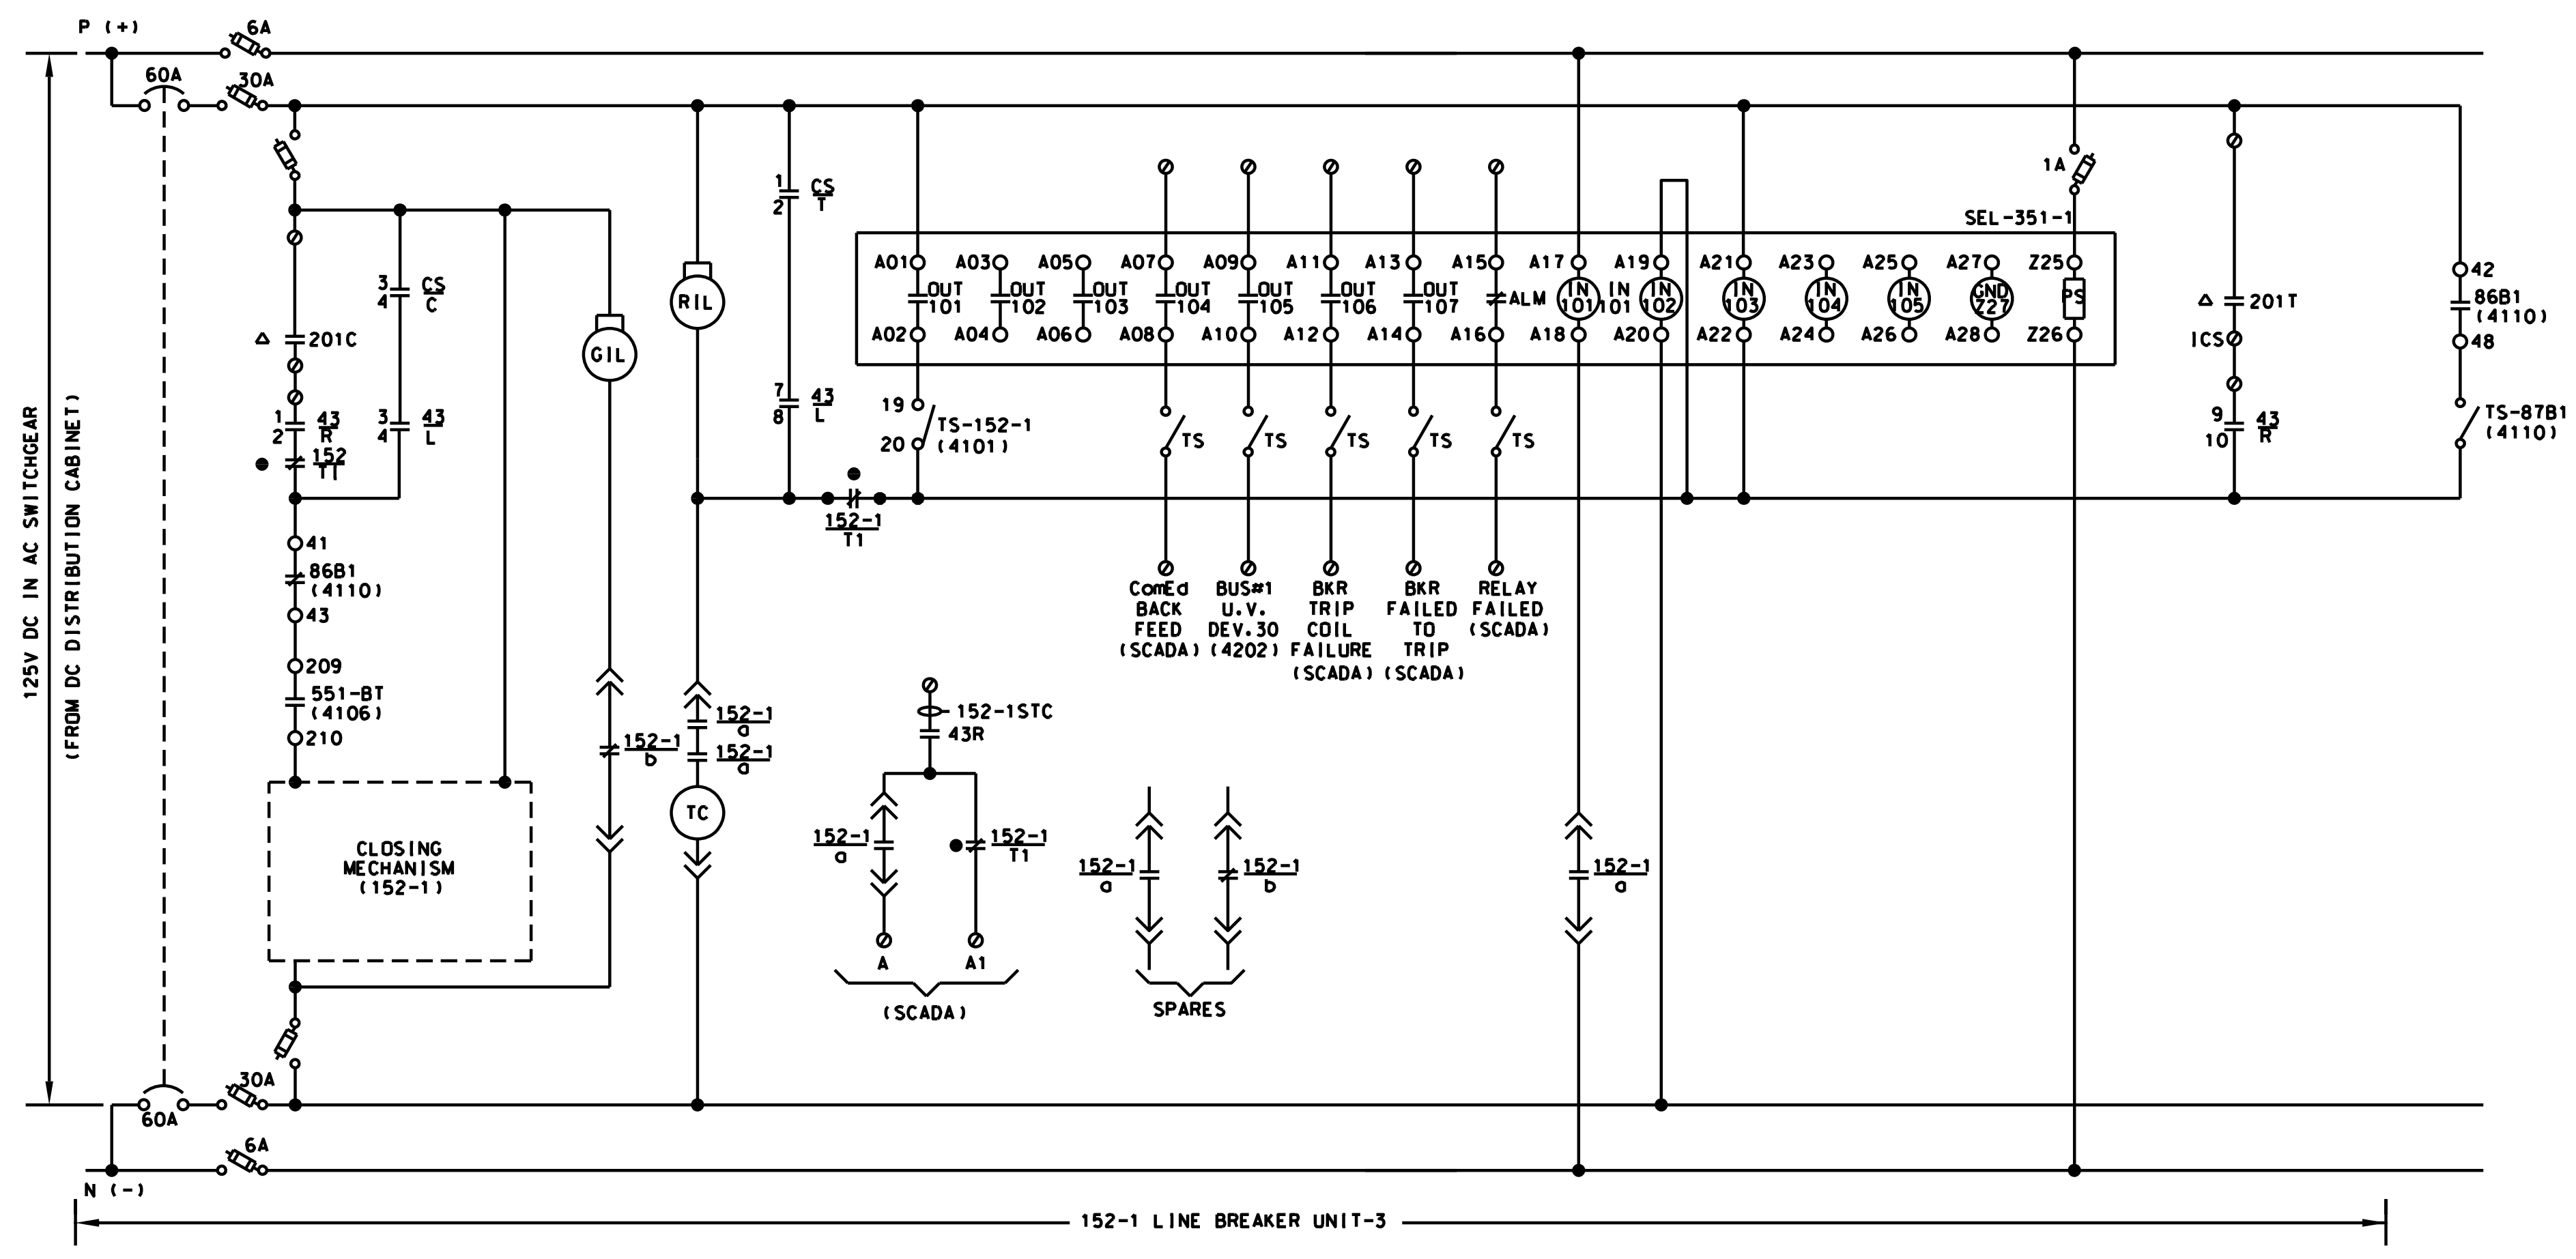 P (+)
6A
60A
30A
125V DC IN AC SWITCHGEAR
(FROM DC DISTRIBUTION CABINET)
201C
1
2
43
R
152
T1
3
4
CS
C
3
4
43
L
41
86B1
(4110)
43
209
551-BT
(4106)
210
CLOSING
MECHANISM
(152-1)
GIL
152-1
b
RIL
152-1
a
152-1
a
TC
1
2
CS
T
7
8
43
L
152-1
T1
SEL-351-1
A01
OUT
101
A02
A03
OUT
102
A04
A05
OUT
103
A06
A07
OUT
104
A08
A09
OUT
105
A10
A11
OUT
106
A12
A13
OUT
107
A14
A15
ALM
A16
A17
IN
101
A18
IN
101
A19
IN
102
A20
A21
IN
103
A22
A23
IN
104
A24
A25
IN
105
A26
A27
GND
Z27
A28
Z25
PS
Z26
1A
19
20
TS-152-1
(4101)
TS
TS
TS
TS
TS
ComEd
BACK
FEED
(SCADA)
BUS#1
U.V.
DEV.30
(4202)
BKR
TRIP
COIL
FAILURE
(SCADA)
BKR
FAILED
TO
TRIP
(SCADA)
RELAY
FAILED
(SCADA)
201T
ICS
9
10
43
R
42
86B1
(4110)
48
TS-87B1
(4110)
152-1STC
43R
152-1
a
152-1
T1
A
A1
(SCADA)
152-1
a
152-1
b
SPARES
152-1
a
30A
60A
6A
N (-)
152-1 LINE BREAKER UNIT-3